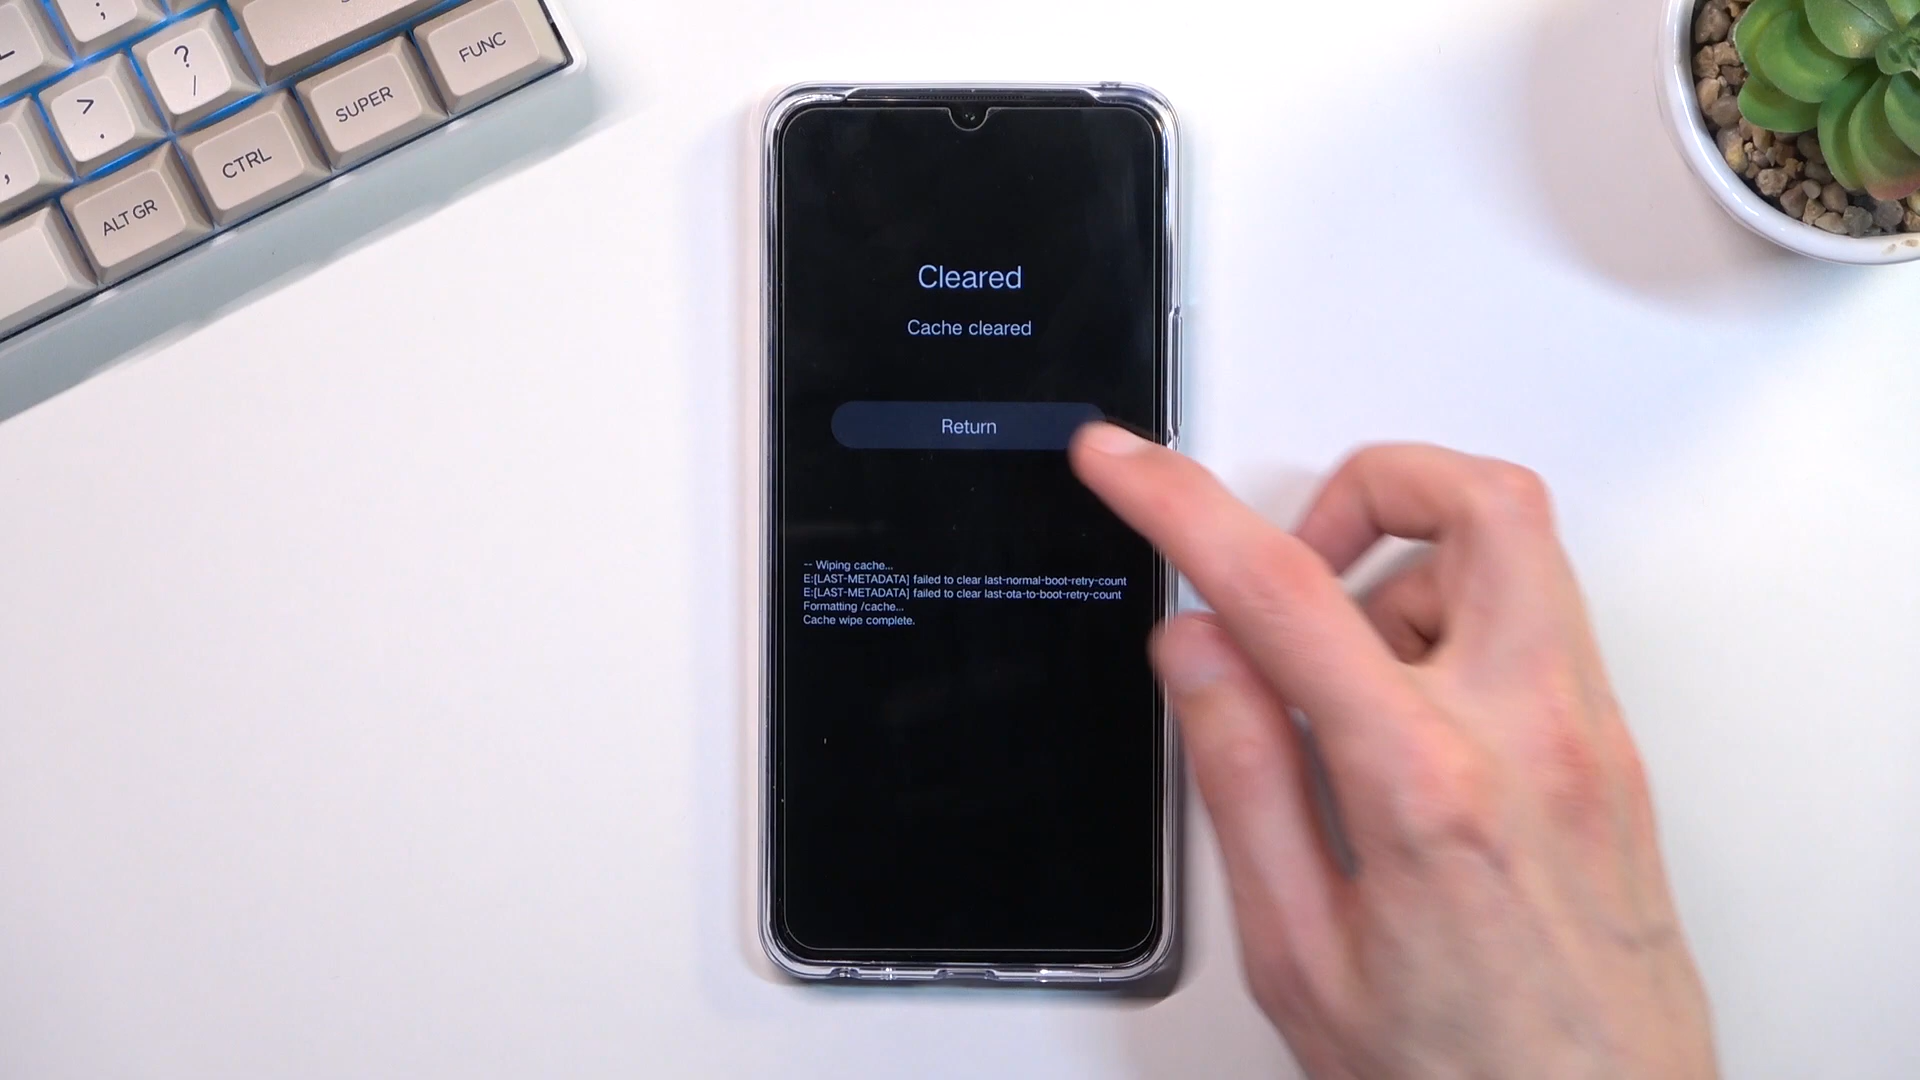 ;
?
/
FUNC
>
.
SUPER
;
CTRL
ALT GR
Cleared
Cache cleared
Return
-- Wiping cache...
E:[LAST-METADATA] failed to clear last-normal-boot-retry-count
E:[LAST-METADATA] failed to clear last-ota-to-boot-retry-count
Formatting /cache...
Cache wipe complete.